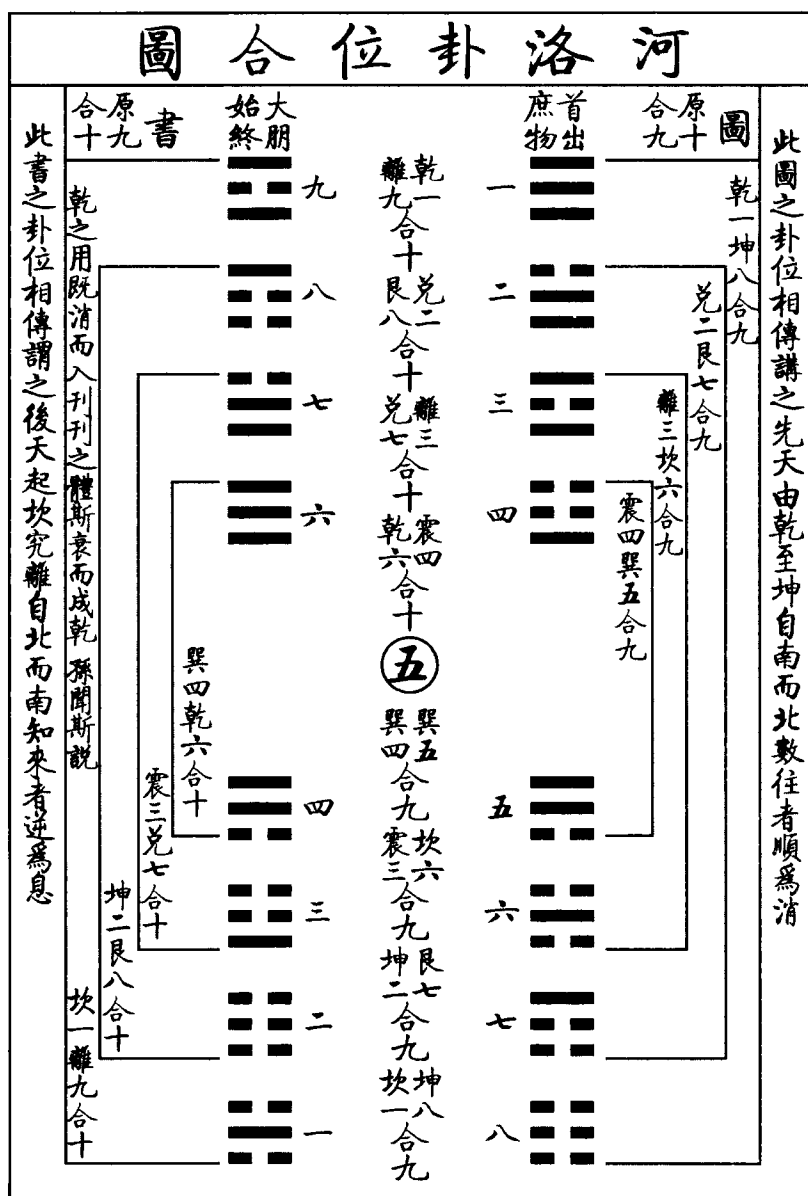 河洛卦位合圖
此圖之卦位相傳講之先天由乾至坤自南而北數往者順爲消
圖
原十
合九
首出
庶物
乾一坤八合九
兌二艮七合九
離三坎六合九
震四巽五合九
一
二
三
四
五
六
七
八
乾一
離九
合十
兌二
艮八
合十
離三
兌七
合十
震四
乾六
合十
五
巽五
巽四
合九
坎六
震三
合九
艮七
坤二
合九
坤八
坎一
合九
大明
始終
九
八
七
六
四
三
二
一
書
原九
合十
巽四乾六合十
震三兌七合十
坤二艮八合十
坎一離九合十
乾之用既消而入刋刋之體斯衰而成乾 孫聞斯說
此書之卦位相傳謂之後天起坎究離自北而南知來者逆爲息